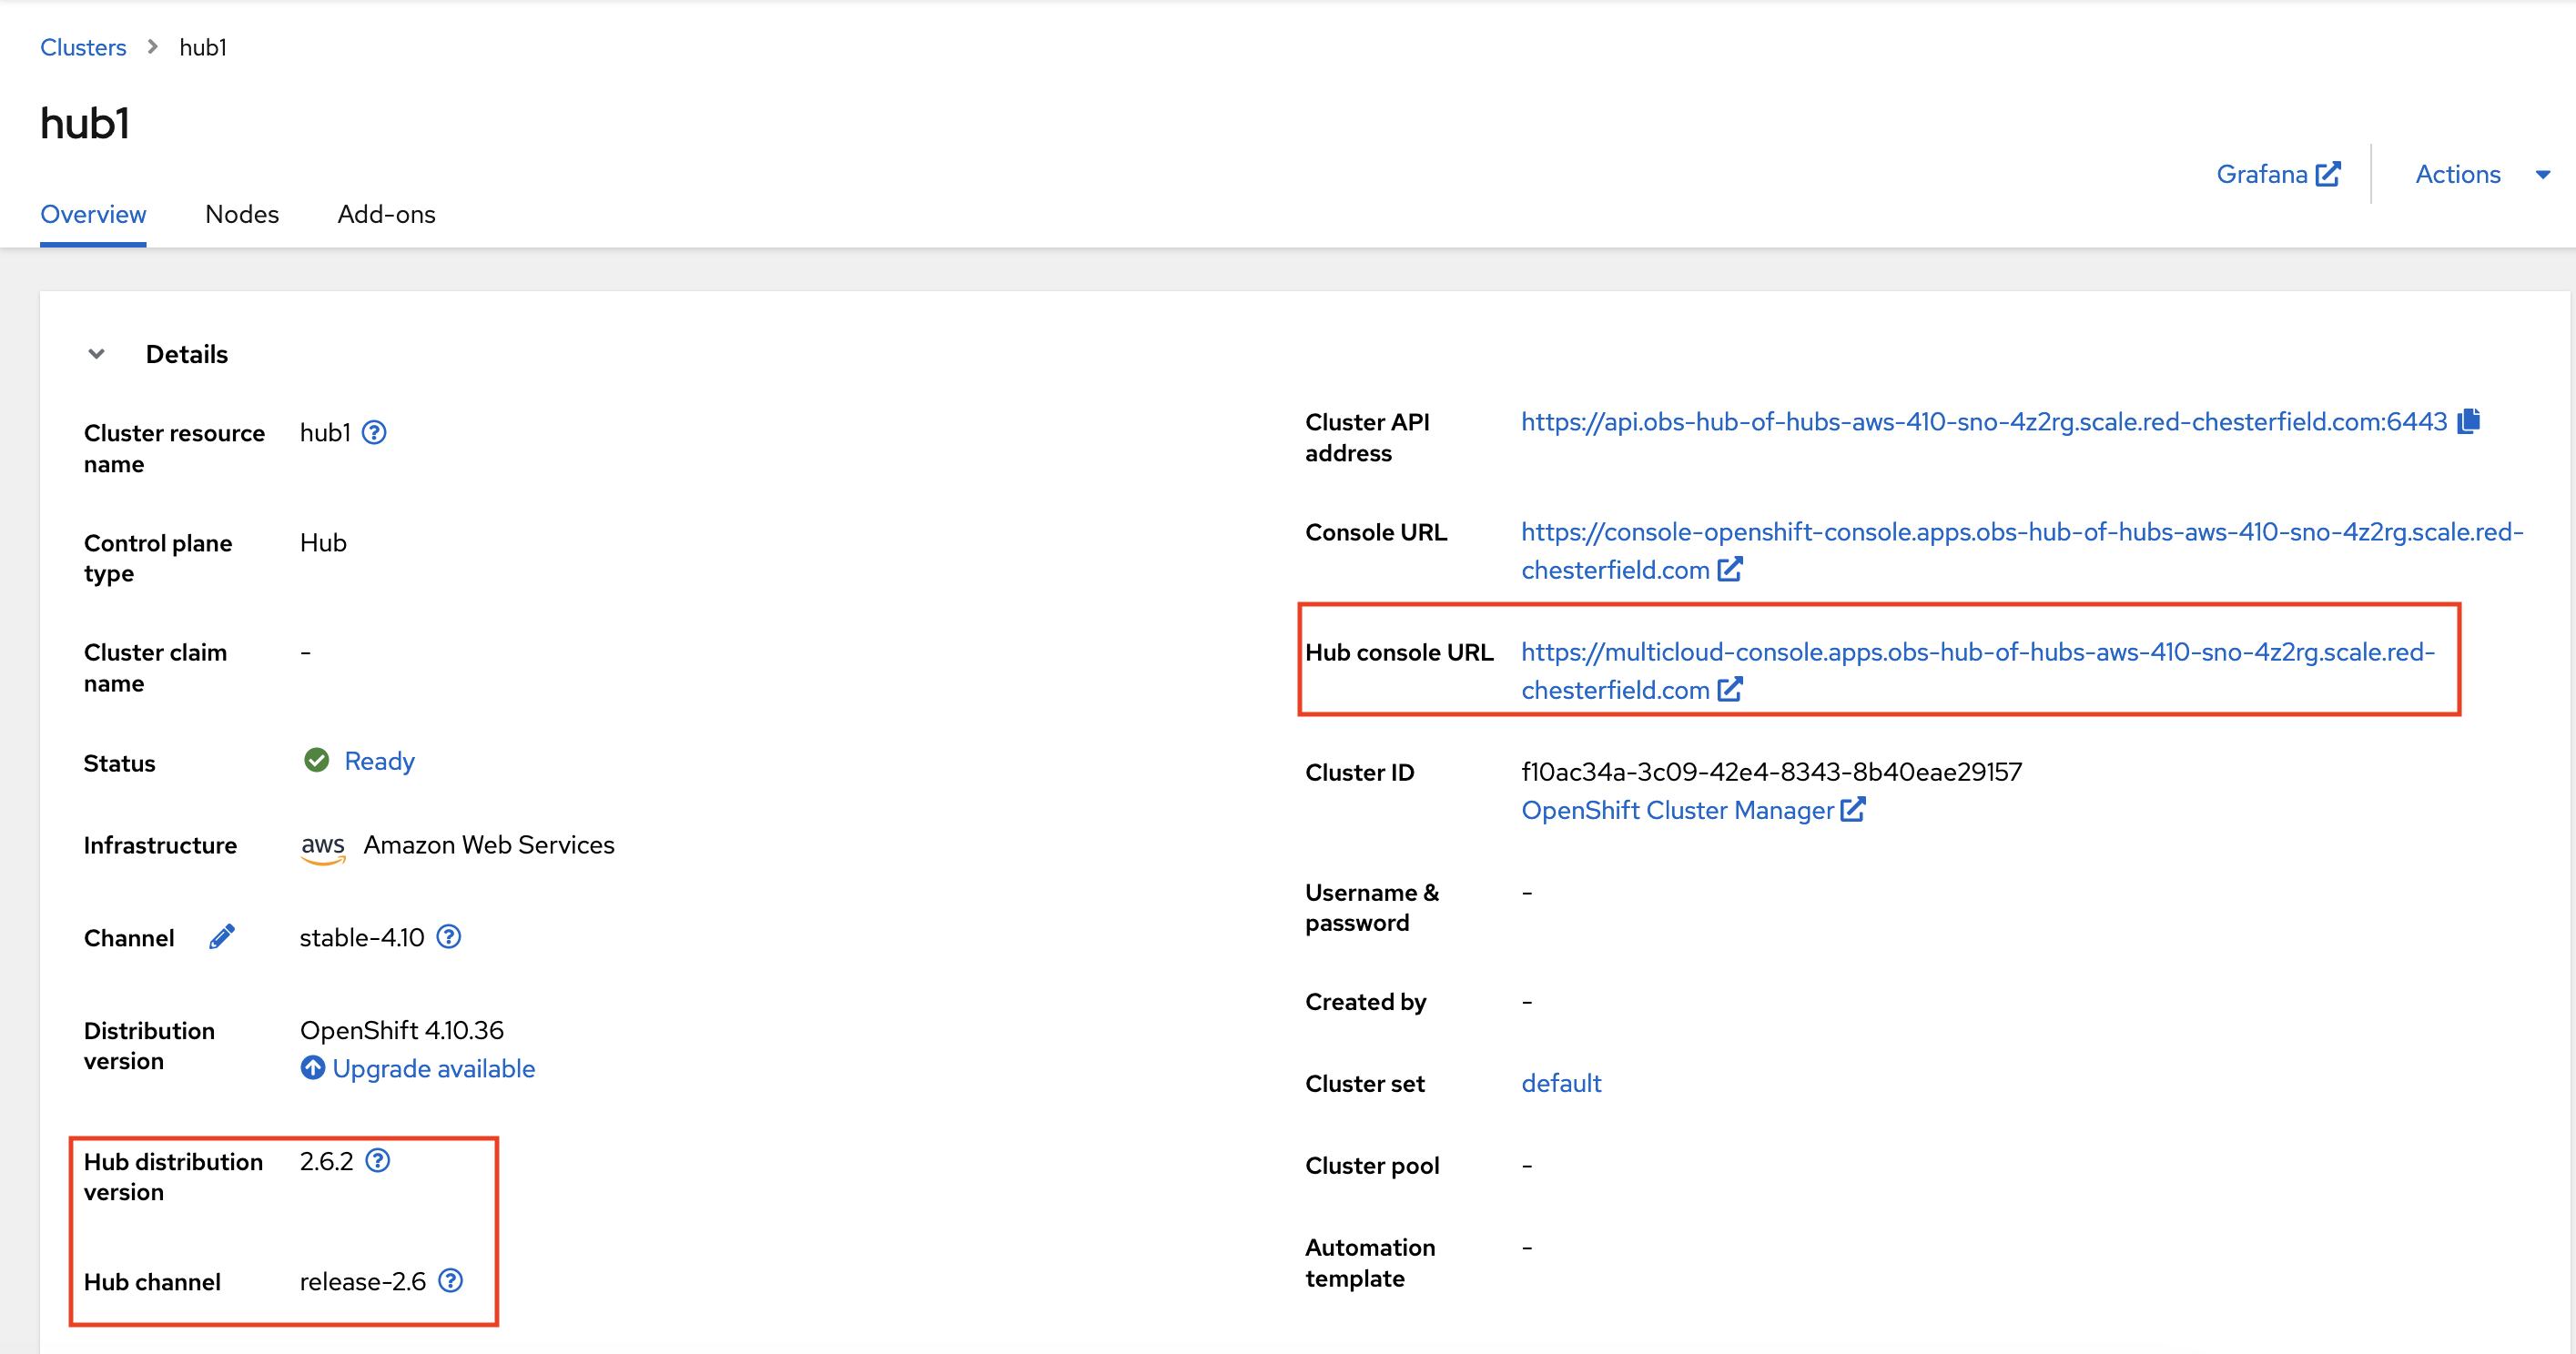 Clusters > hub1
hub1
Grafana
Actions
Overview Nodes Add-ons
Details
Cluster resource
name
hub1
Control plane
type
Hub
Cluster claim
name
-
Status
Ready
Infrastructure
aws Amazon Web Services
Channel
stable-4.10
Distribution
version
OpenShift 4.10.36
Upgrade available
Hub distribution
version
2.6.2
Hub channel
release-2.6
Cluster API
address
https://api.obs-hub-of-hubs-aws-410-sno-4z2rg.scale.red-chesterfield.com:6443
Console URL
https://console-openshift-console.apps.obs-hub-of-hubs-aws-410-sno-4z2rg.scale.red-
chesterfield.com
Hub console URL
https://multicloud-console.apps.obs-hub-of-hubs-aws-410-sno-4z2rg.scale.red-
chesterfield.com
Cluster ID
f10ac34a-3c09-42e4-8343-8b40eae29157
OpenShift Cluster Manager
Username &
password
-
Created by
-
Cluster set
default
Cluster pool
-
Automation
template
-